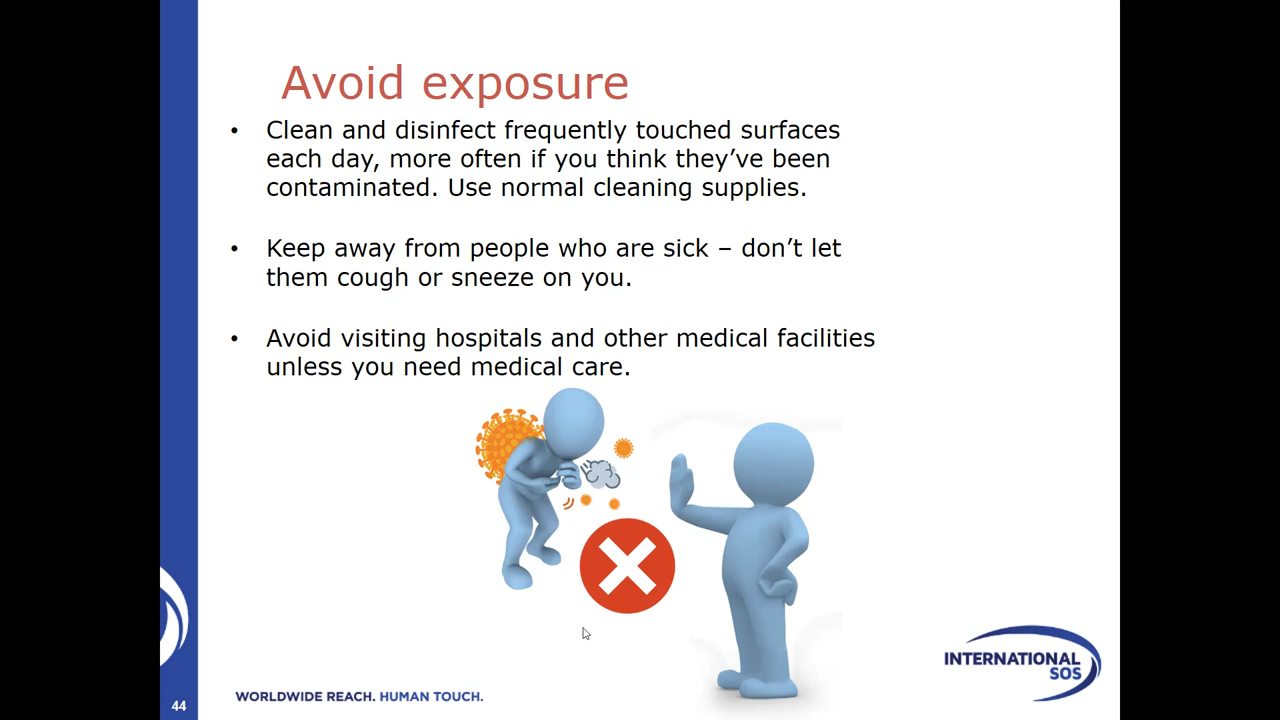 Avoid exposure
• Clean and disinfect frequently touched surfaces
each day, more often if you think they’ve been
contaminated. Use normal cleaning supplies.
• Keep away from people who are sick – don’t let
them cough or sneeze on you.
• Avoid visiting hospitals and other medical facilities
unless you need medical care.
INTERNATIONAL
SOS
WORLDWIDE REACH. HUMAN TOUCH.
44